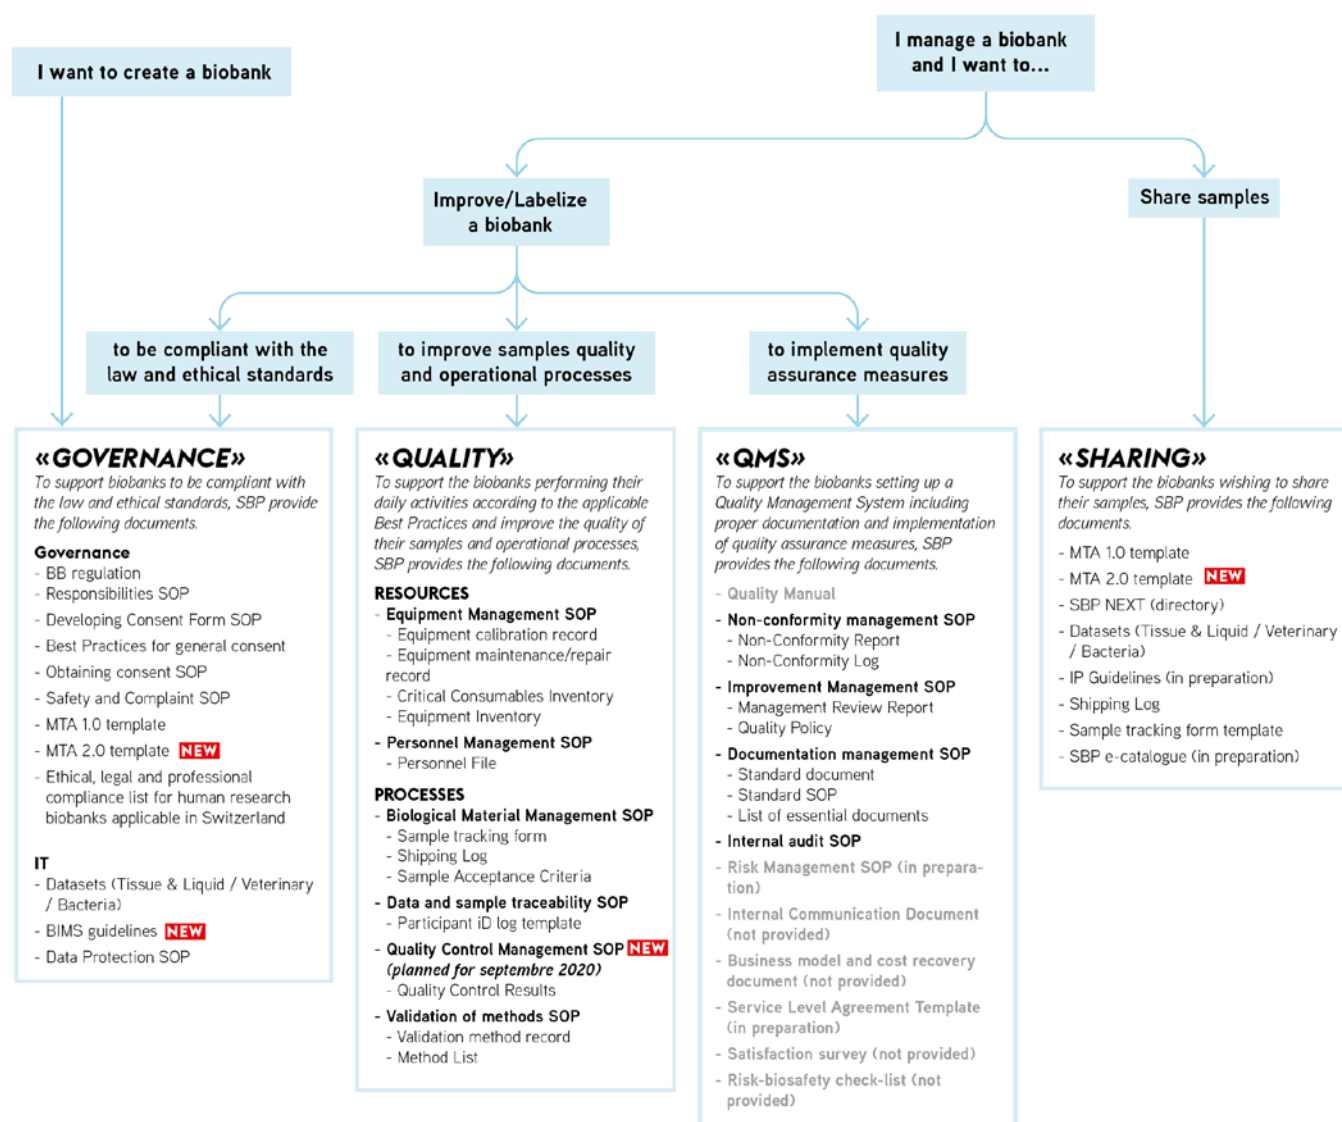 I want to create a biobank
I manage a biobank
and I want to...
Improve/Labelize
a biobank
Share samples
to be compliant with the
law and ethical standards
to improve samples quality
and operational processes
to implement quality
assurance measures
«GOVERNANCE»
To support biobanks to be compliant with
the law and ethical standards, SBP provide
the following documents.
Governance
- BB regulation
- Responsibilities SOP
- Developing Consent Form SOP
- Best Practices for general consent
- Obtaining consent SOP
- Safety and Complaint SOP
- MTA 1.0 template
- MTA 2.0 template NEW
- Ethical, legal and professional
compliance list for human research
biobanks applicable in Switzerland
IT
- Datasets (Tissue & Liquid / Veterinary
/ Bacteria)
- BIMS guidelines NEW
- Data Protection SOP
«QUALITY»
To support the biobanks performing their
daily activities according to the applicable
Best Practices and improve the quality of
their samples and operational processes,
SBP provides the following documents.
RESOURCES
- Equipment Management SOP
- Equipment calibration record
- Equipment maintenance/repair
record
- Critical Consumables Inventory
- Equipment Inventory
- Personnel Management SOP
- Personnel File
PROCESSES
- Biological Material Management SOP
- Sample tracking form
- Shipping Log
- Sample Acceptance Criteria
- Data and sample traceability SOP
- Participant iD log template
- Quality Control Management SOP NEW
(planned for septembre 2020)
- Quality Control Results
- Validation of methods SOP
- Validation method record
- Method List
«QMS»
To support the biobanks setting up a
Quality Management System including
proper documentation and implementation
of quality assurance measures, SBP
provides the following documents.
- Quality Manual
- Non-conformity management SOP
- Non-Conformity Report
- Non-Conformity Log
- Improvement Management SOP
- Management Review Report
- Quality Policy
- Documentation management SOP
- Standard document
- Standard SOP
- List of essential documents
- Internal audit SOP
- Risk Management SOP (in prepara-
tion)
- Internal Communication Document
(not provided)
- Business model and cost recovery
document (not provided)
- Service Level Agreement Template
(in preparation)
- Satisfaction survey (not provided)
- Risk-biosafety check-list (not
provided)
«SHARING»
To support the biobanks wishing to share
their samples, SBP provides the following
documents.
- MTA 1.0 template
- MTA 2.0 template NEW
- SBP NEXT (directory)
- Datasets (Tissue & Liquid / Veterinary
/ Bacteria)
- IP Guidelines (in preparation)
- Shipping Log
- Sample tracking form template
- SBP e-catalogue (in preparation)